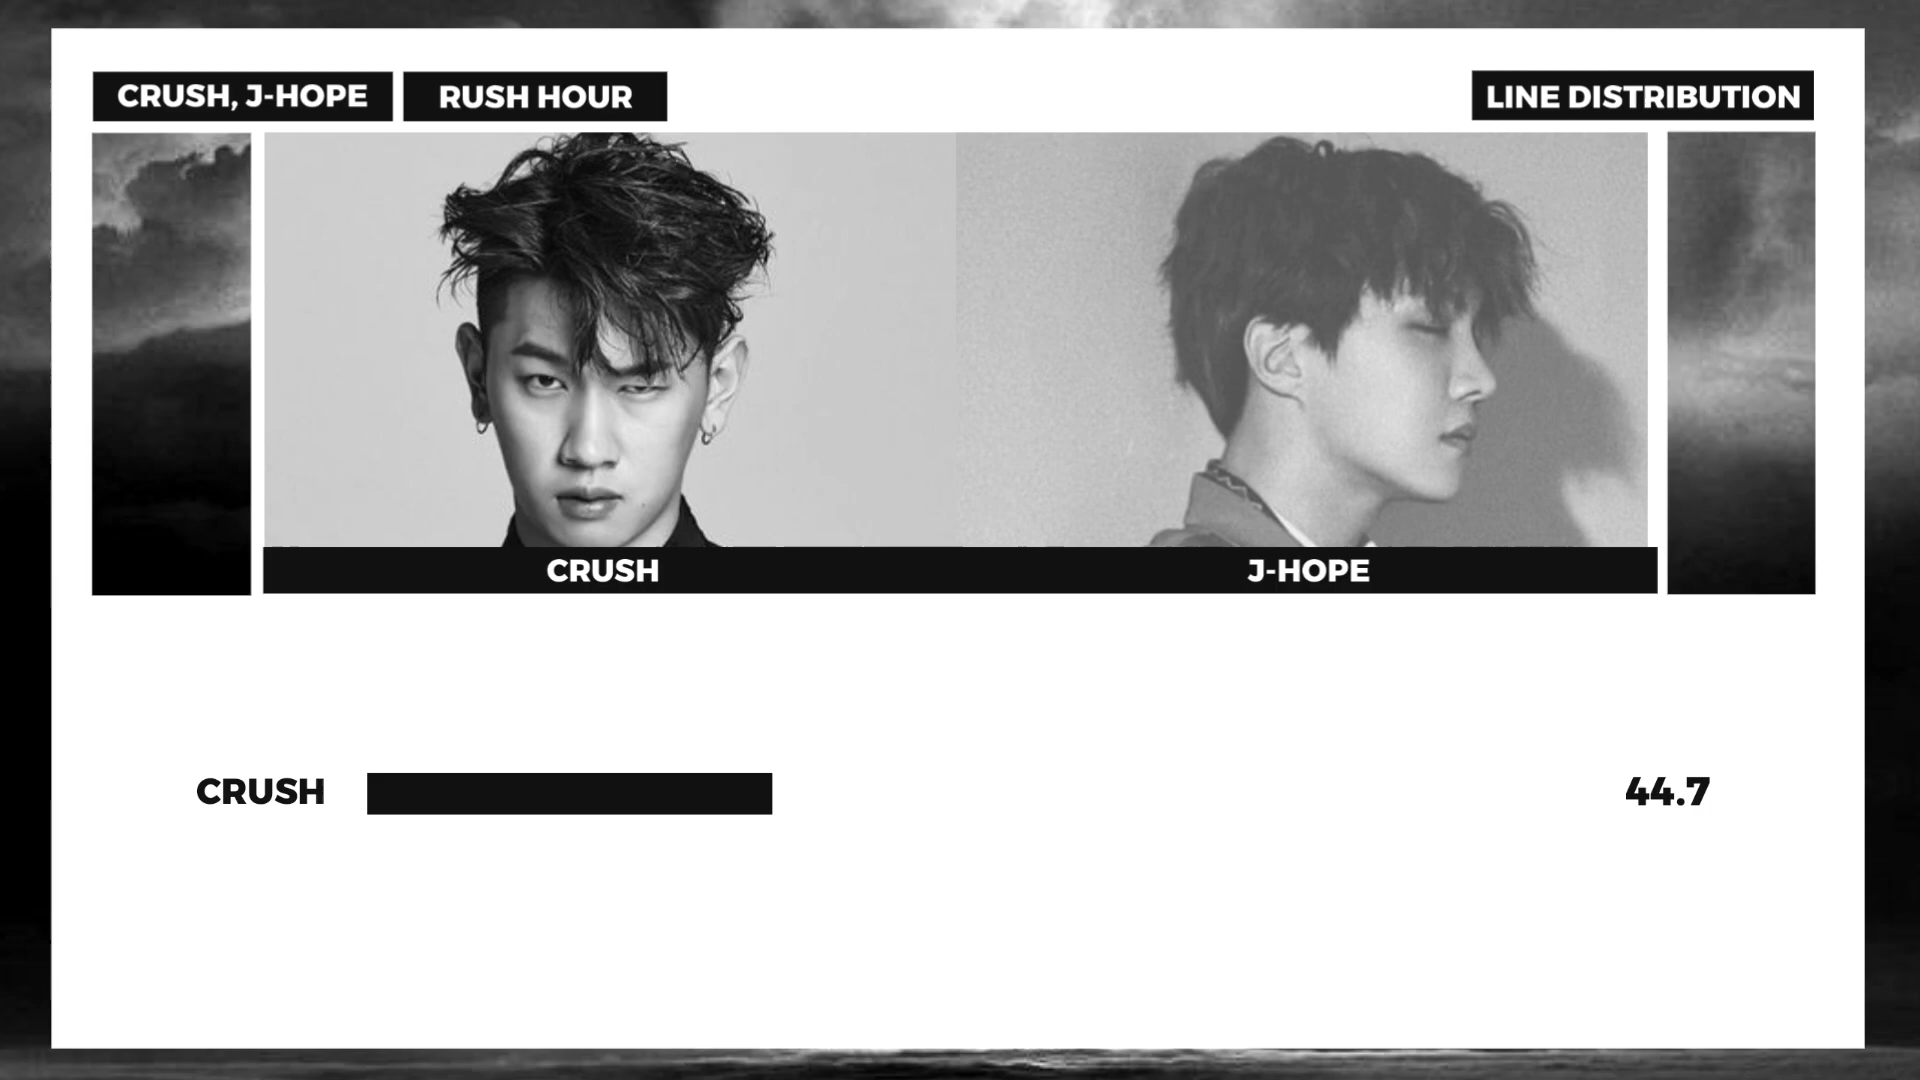 CRUSH, J-HOPE
RUSH HOUR
LINE DISTRIBUTION
CRUSH
J-HOPE
CRUSH
44.7